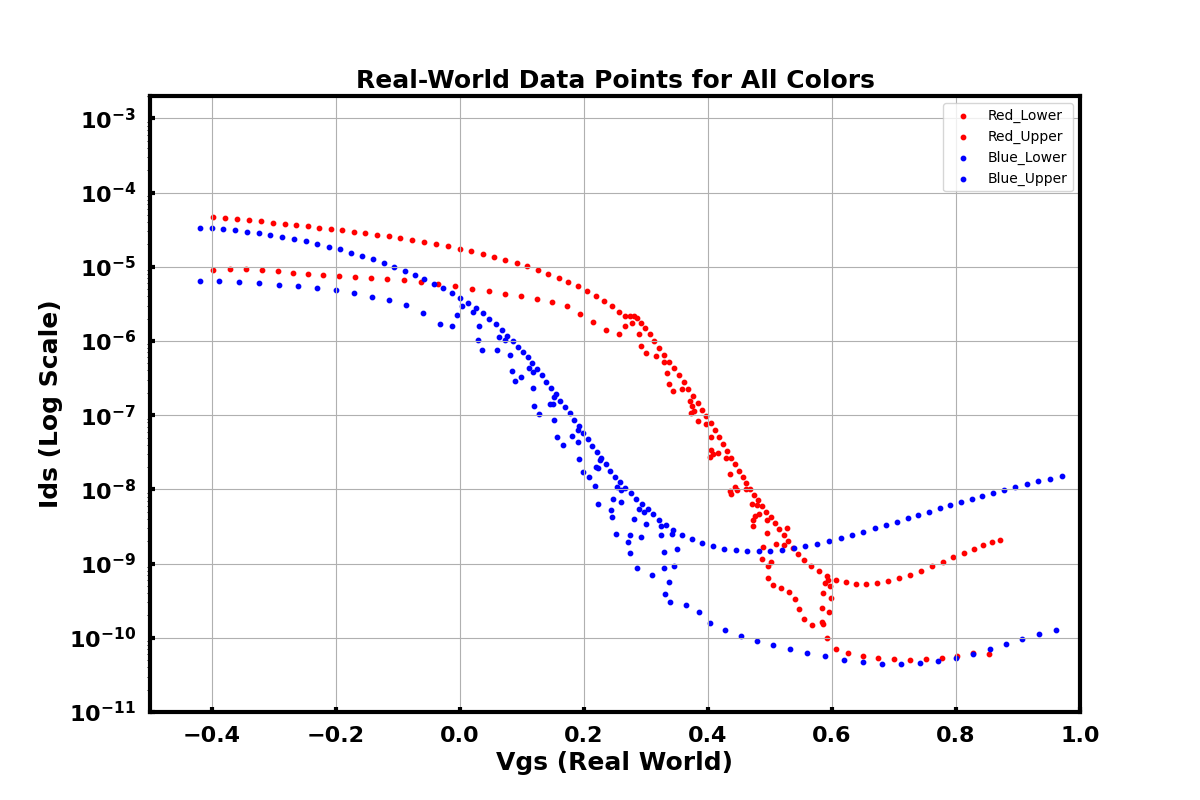 Real-World Data Points for All Colors
Red_Lower
Red_Upper
Blue_Lower
Blue_Upper
10⁻³
10⁻⁴
10⁻⁵
10⁻⁶
10⁻⁷
10⁻⁸
10⁻⁹
10⁻¹⁰
10⁻¹¹
Ids (Log Scale)
−0.4 −0.2 0.0 0.2 0.4 0.6 0.8 1.0
Vgs (Real World)